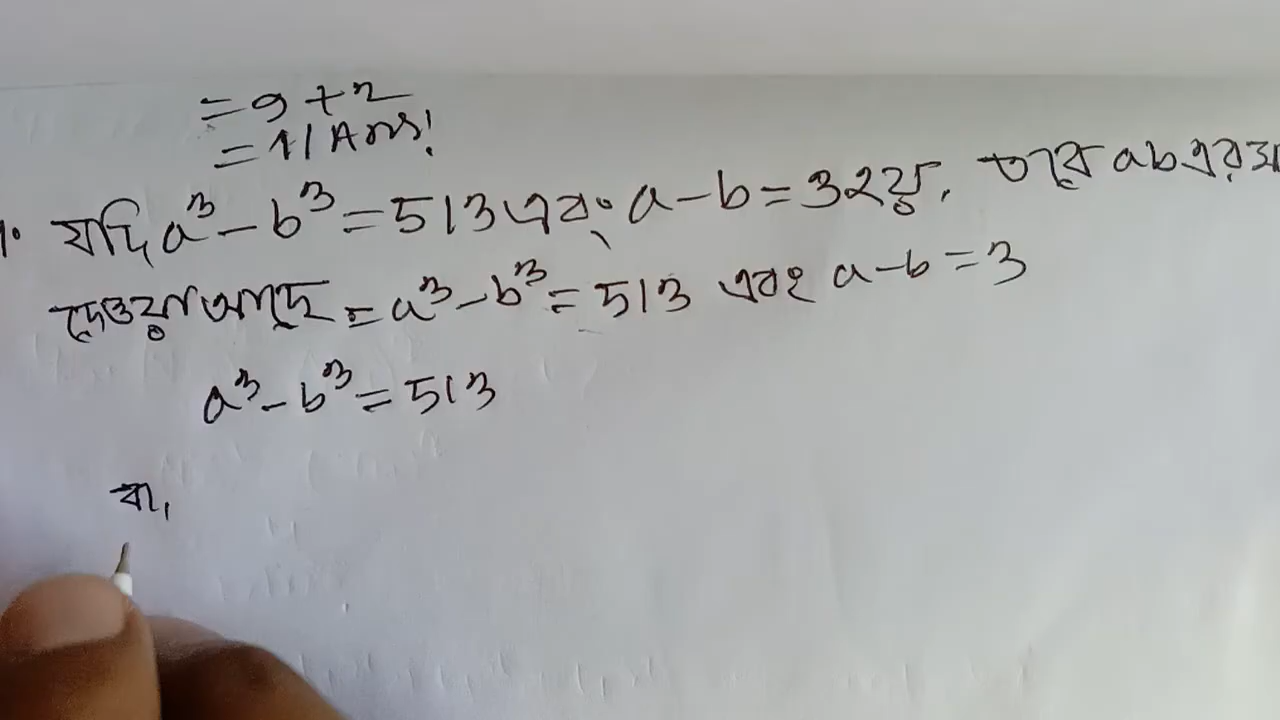 = 9 + 2
= 11 Ans!
যদি a³ - b³ = 513 এবং a - b = 3 হয়, তবে ab এর
দেওয়া আছে = a³ - b³ = 513 এবং a - b = 3
a³ - b³ = 513
বা,